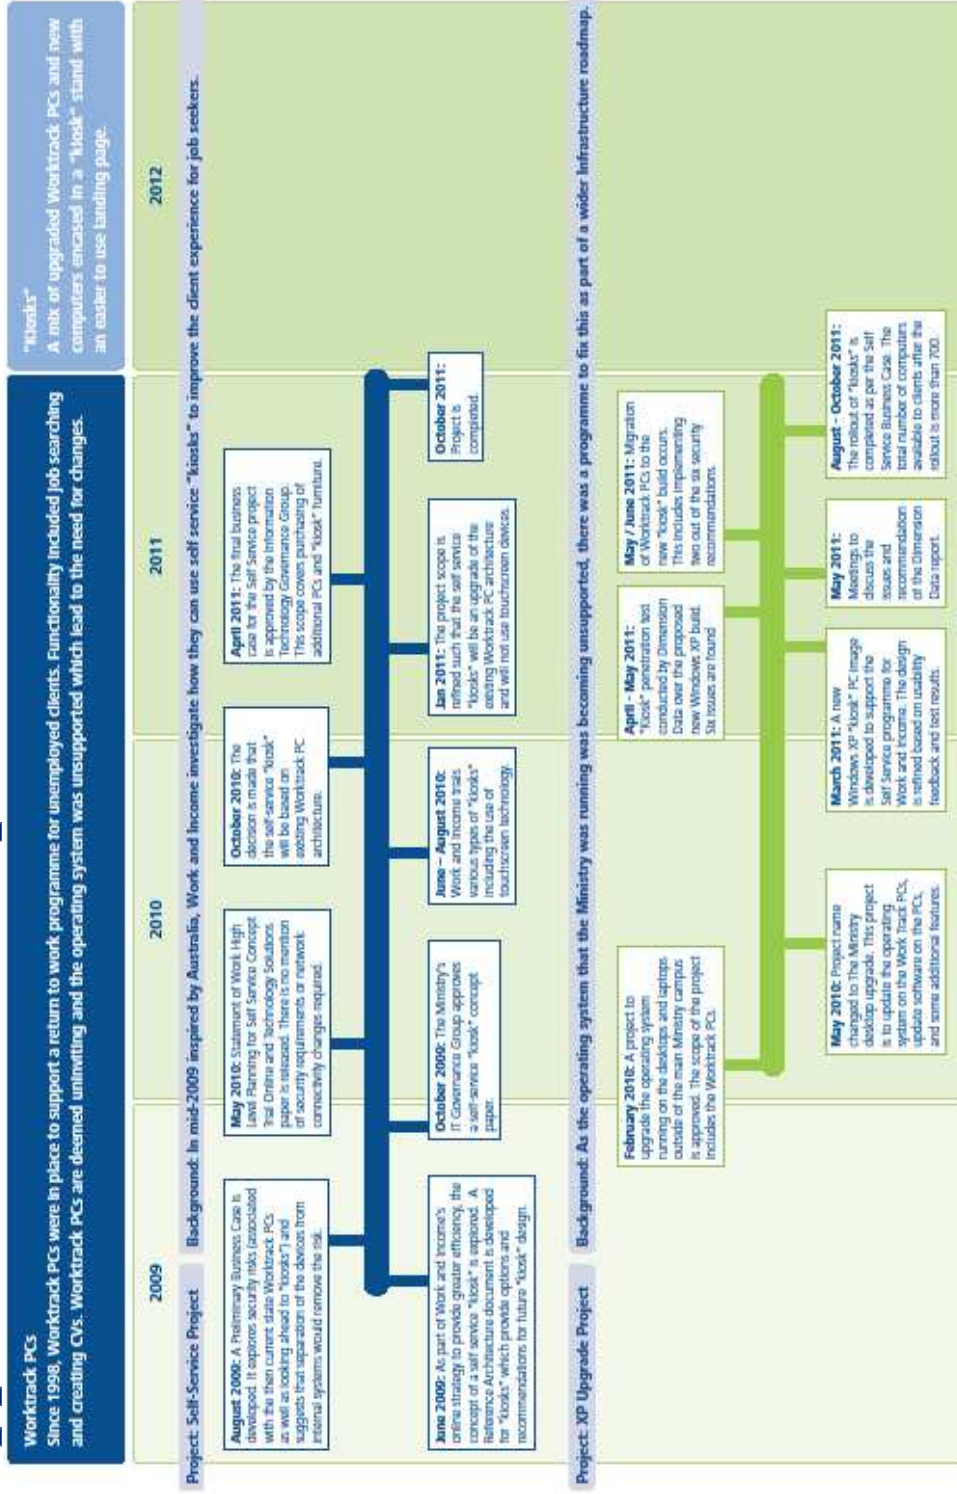 Worktrack PCs
Since 1998, Worktrack PCs were in place to support a return to work programme for unemployed clients. Functionality included job searching
and creating CVs. Worktrack PCs are deemed uninviting and the operating system was unsupported which lead to the need for changes.
"Kiosks"
A mix of upgraded Worktrack PCs and new
computers encased in a "kiosk" stand with
an easier to use landing page.
2009
2010
2011
2012
Project: Self-Service Project
Background: In mid-2009 inspired by Australia, Work and Income investigate how they can use self service "kiosks" to improve the client experience for job seekers.
August 2009: A Preliminary Business Case is
developed. It explores security risks (associated
with the then current state Worktrack PCs
as well as looking ahead to "kiosks") and
suggests that separation of the devices from
internal systems would remove the risk.
May 2010: Statement of Work High
Level Planning for Self Service Concept
Trial Online and Technology Solutions
paper is released. There is no mention
of security requirements or network
connectivity changes required.
October 2010: The
decision is made that
the self-service "kiosk"
will be based on
existing Worktrack PC
architecture.
April 2011: The final business
case for the Self Service project
is approved by the Information
Technology Governance Group.
This scope covers purchasing of
additional PCs and "kiosk" furniture.
June 2009: As part of Work and Income's
online strategy to provide greater efficiency, the
concept of a self service "kiosk" is explored. A
Reference Architecture document is developed
for "kiosks" which provide options and
recommendations for future "kiosk" design.
October 2009: The Ministry's
IT Governance Group approves
a self-service "kiosk" concept
paper.
June – August 2010:
Work and Income trials
various types of "kiosks"
including the use of
touchscreen technology.
Jan 2011: The project scope is
refined such that the self service
"kiosks" will be an upgrade of the
existing Worktrack PC architecture
and will not use touchscreen devices.
October 2011:
Project is
completed.
Project: XP Upgrade Project
Background: As the operating system that the Ministry was running was becoming unsupported, there was a programme to fix this as part of a wider Infrastructure roadmap.
February 2010: A project to
upgrade the operating system
running on the desktops and laptops
outside of the main Ministry campus
is approved. The scope of the project
includes the Worktrack PCs.
April - May 2011:
"Kiosk" penetration test
conducted by Dimension
Data over the proposed
new Windows XP build.
Six issues are found
May / June 2011: Migration
of Worktrack PCs to the
new "kiosk" build occurs.
This includes implementing
two out of the six security
recommendations.
May 2010: Project name
changed to The Ministry
desktop upgrade. This project
is to update the operating
system on the Work Track PCs,
update software on the PCs,
and some additional features.
March 2011: A new
Windows XP "kiosk" PC image
is developed to support the
Self Service programme for
Work and Income. The design
is refined based on usability
feedback and test results.
May 2011:
Meetings to
discuss the
issues and
recommendation
of the Dimension
Data report.
August - October 2011:
The rollout of "kiosks" is
completed as per the Self
Service Business Case. The
total number of computers
available to clients after the
rollout is more than 700.